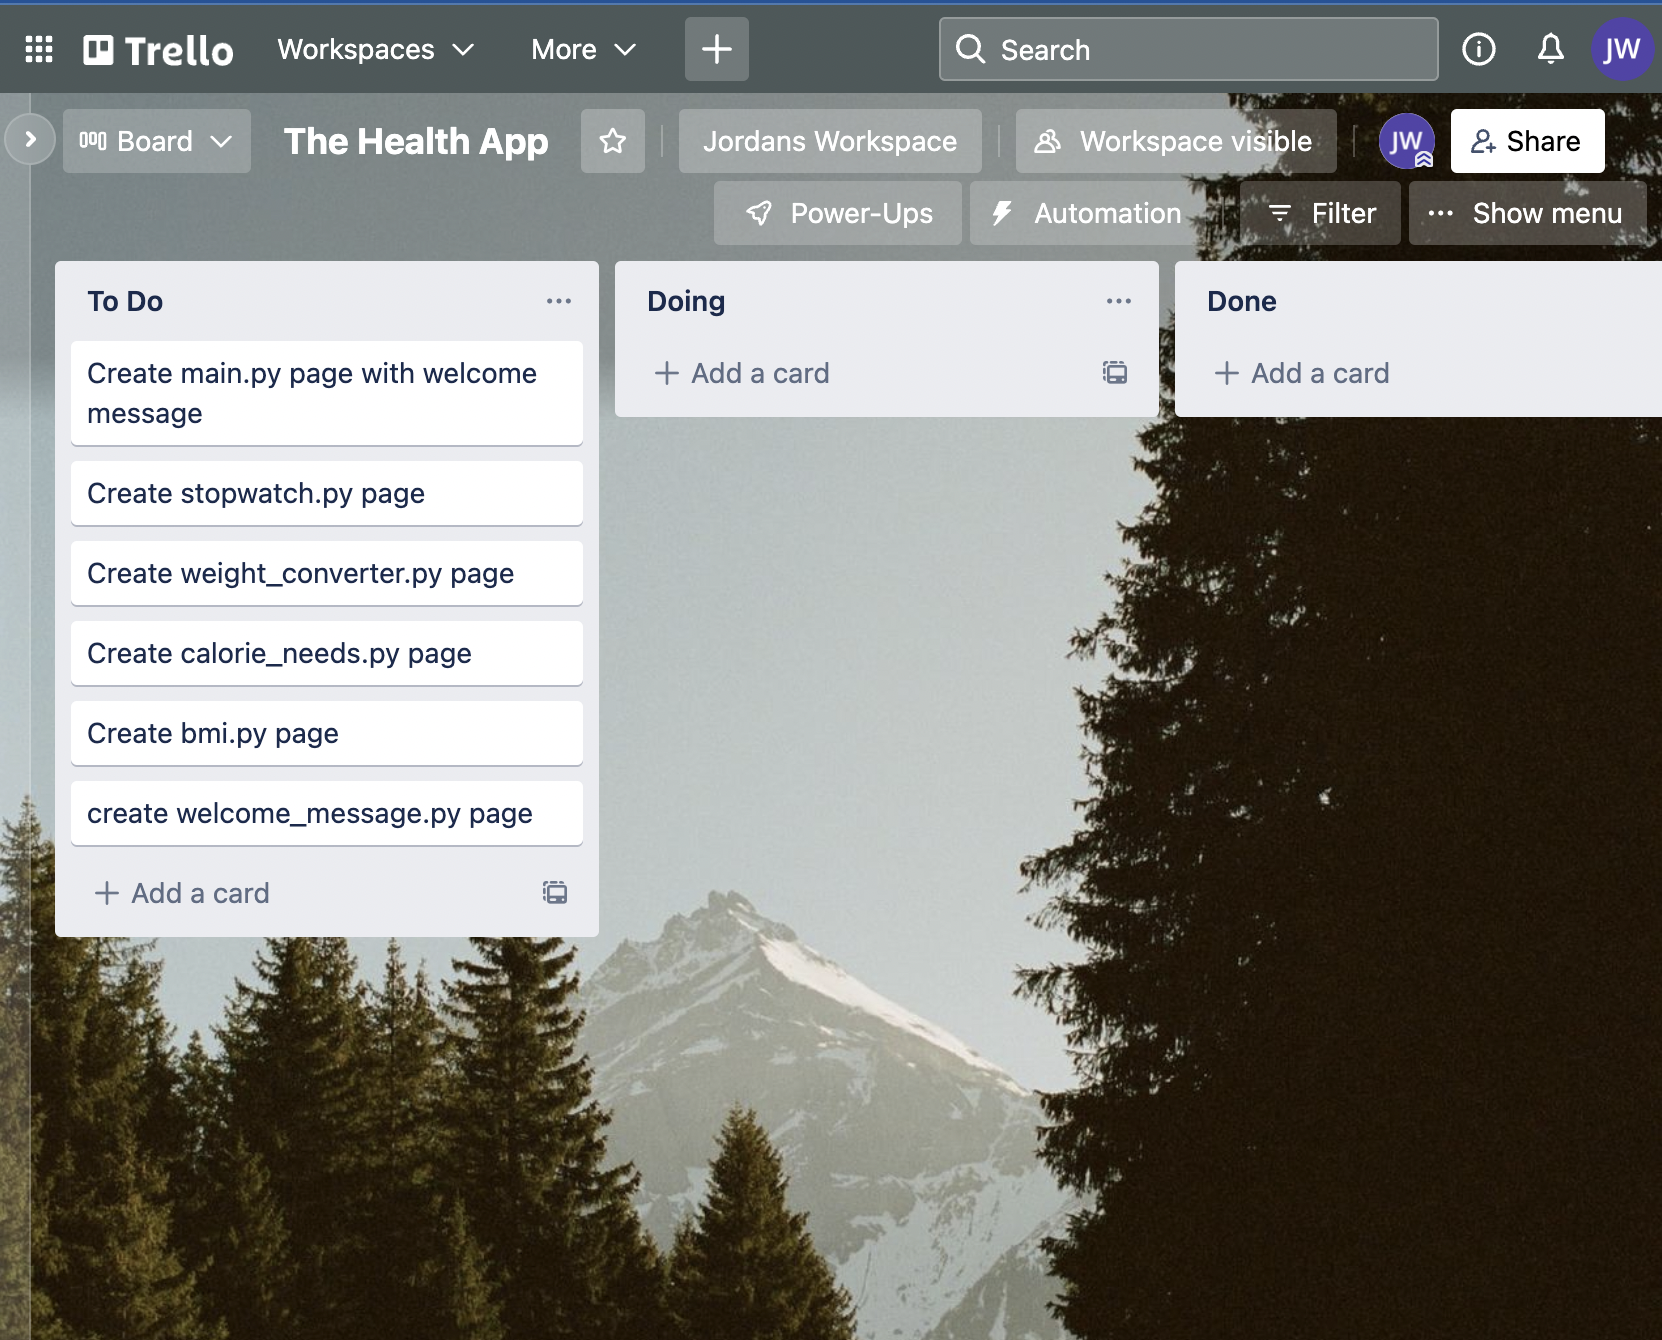 Trello Workspaces More Search JW
Board The Health App Jordans Workspace Workspace visible JW Share
Power-Ups Automation Filter Show menu
To Do
Create main.py page with welcome
message
Create stopwatch.py page
Create weight_converter.py page
Create calorie_needs.py page
Create bmi.py page
create welcome_message.py page
Add a card
Doing
Add a card
Done
Add a card